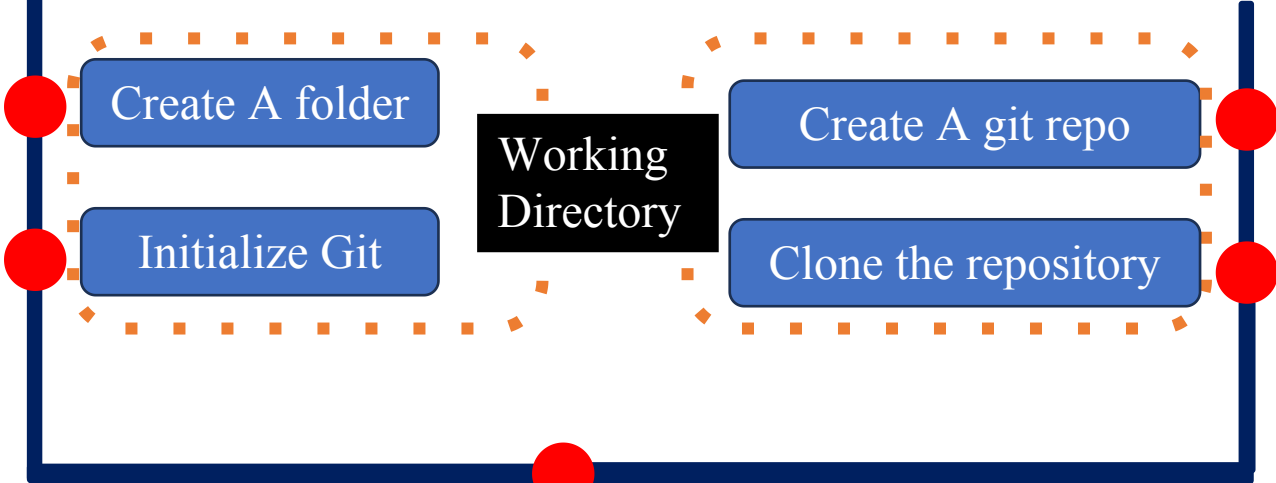 Create A folder
Initialize Git
Working
Directory
Create A git repo
Clone the repository